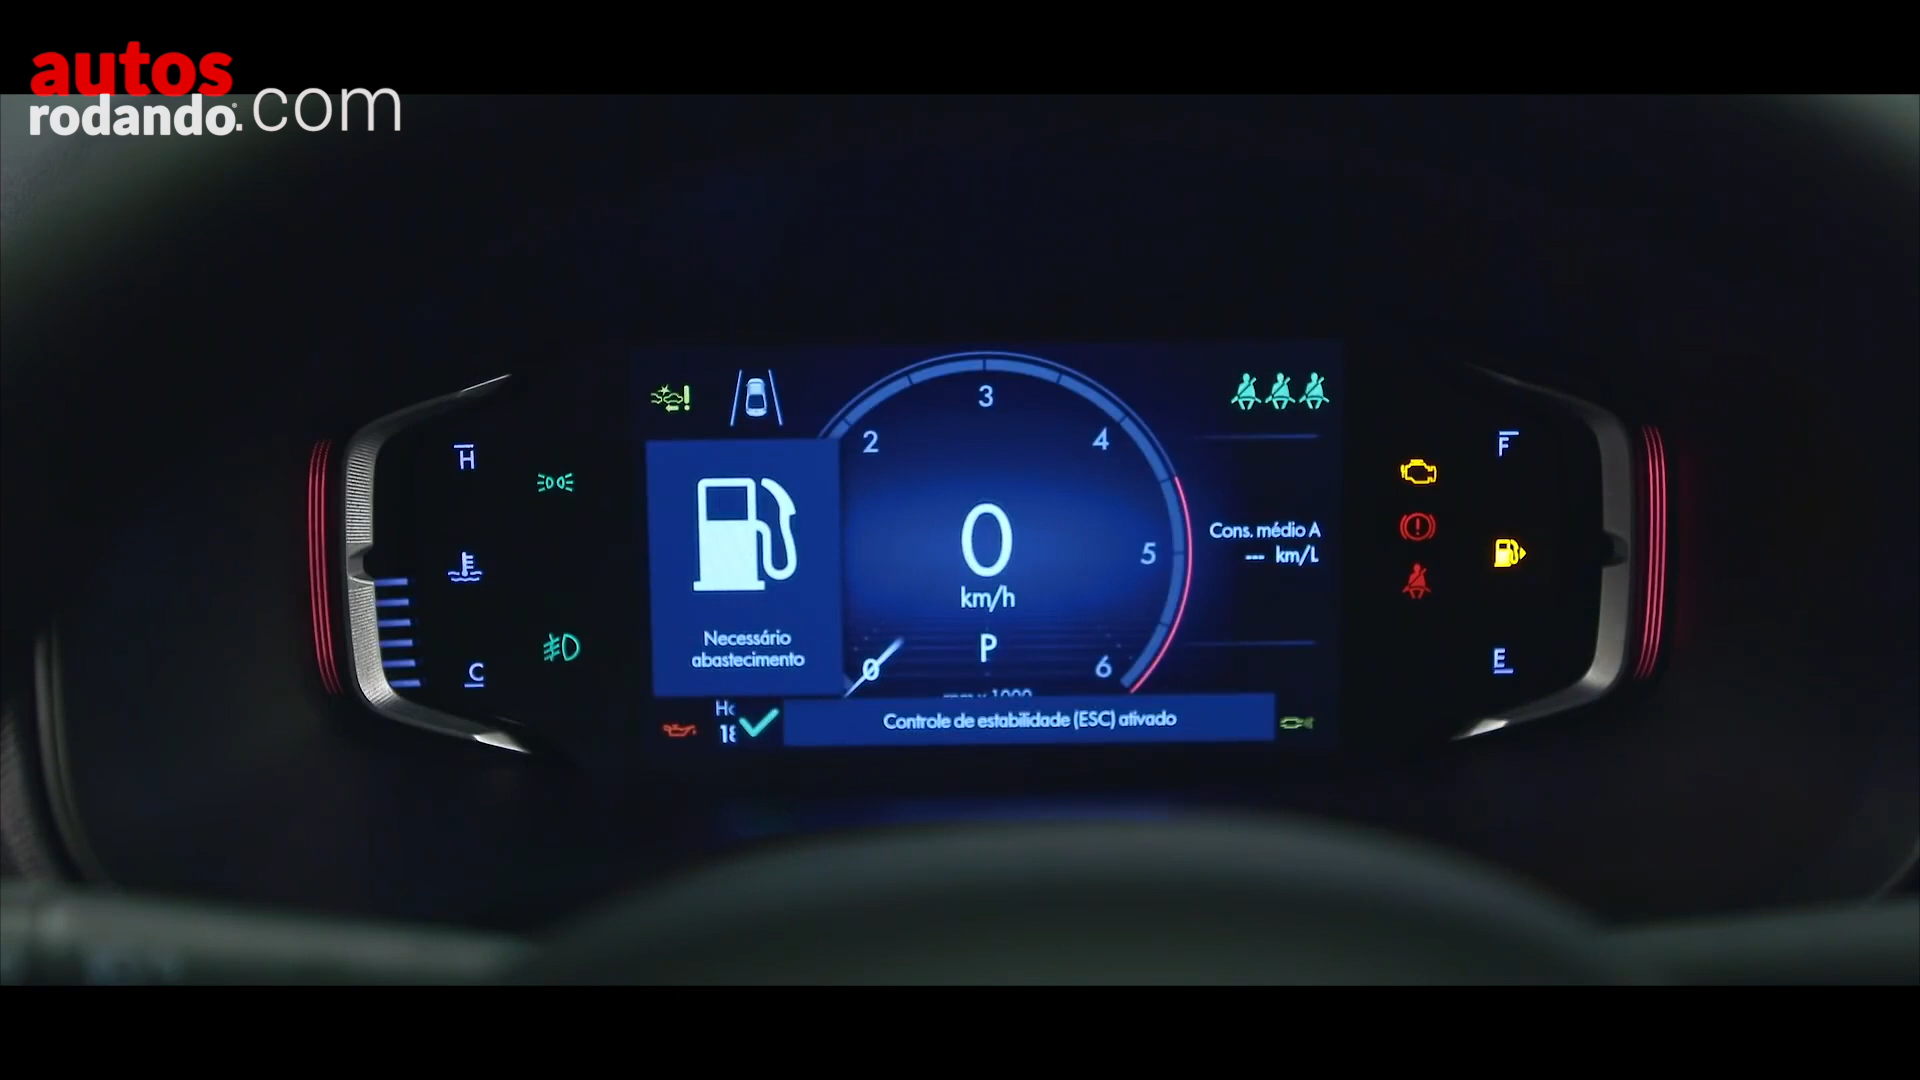 autos
rodando.com
H
C
2
3
4
5
6
0
0
km/h
P
Necessário
abastecimento
Cons. médio A
--- km/L
Controle de estabilidade (ESC) ativado
F
E